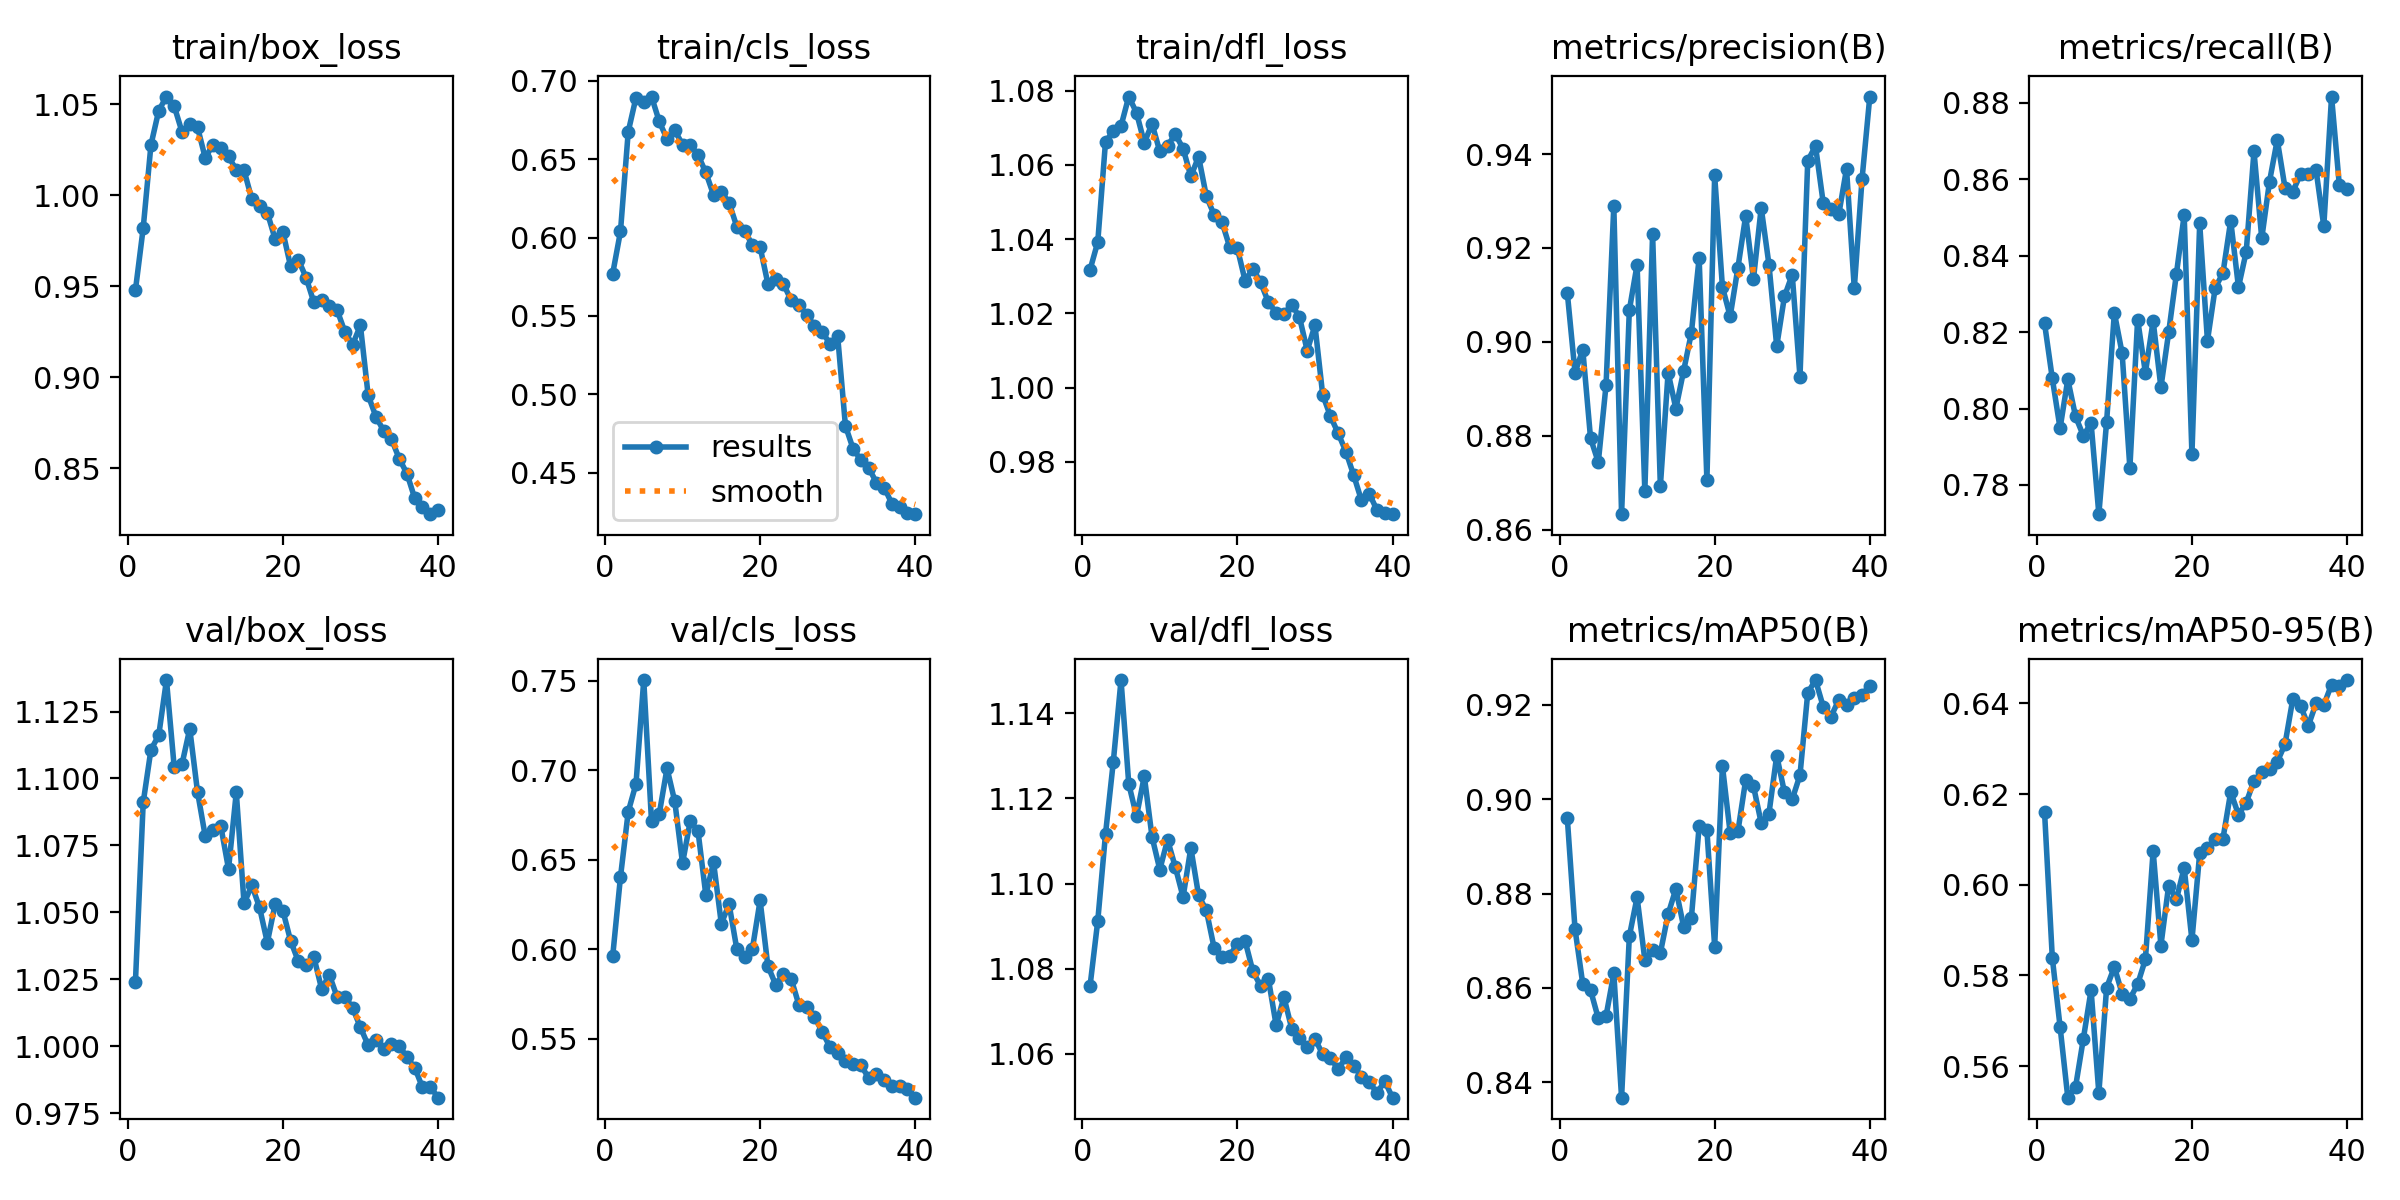 train/box_loss
1.05
1.00
0.95
0.90
0.85
0 20 40
train/cls_loss
0.70
0.65
0.60
0.55
0.50
0.45
results
smooth
0 20 40
train/dfl_loss
1.08
1.06
1.04
1.02
1.00
0.98
0 20 40
metrics/precision(B)
0.94
0.92
0.90
0.88
0.86
0 20 40
metrics/recall(B)
0.88
0.86
0.84
0.82
0.80
0.78
0 20 40
val/box_loss
1.125
1.100
1.075
1.050
1.025
1.000
0.975
0 20 40
val/cls_loss
0.75
0.70
0.65
0.60
0.55
0 20 40
val/dfl_loss
1.14
1.12
1.10
1.08
1.06
0 20 40
metrics/mAP50(B)
0.92
0.90
0.88
0.86
0.84
0 20 40
metrics/mAP50-95(B)
0.64
0.62
0.60
0.58
0.56
0 20 40